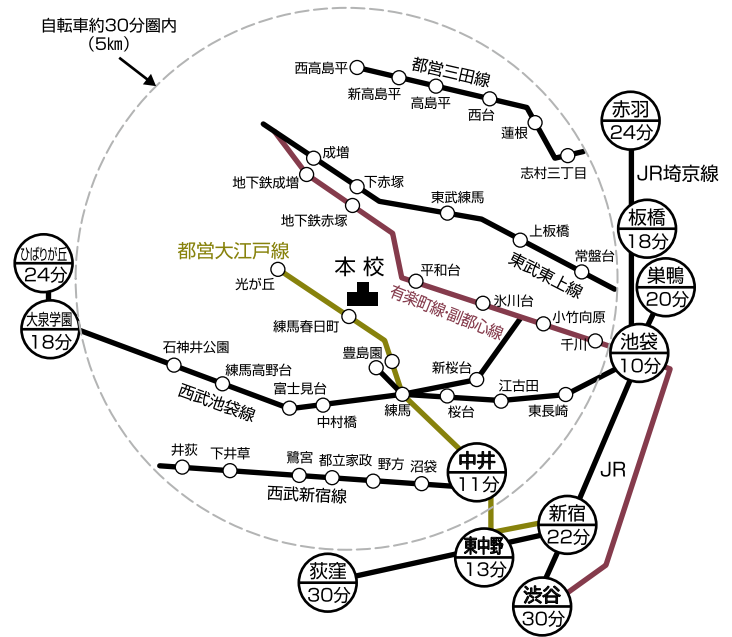 自転車約30分圏内
（5㎞）
都営三田線
西高島平
新高島平
高島平
西台
蓮根
志村三丁目
赤羽
24分
JR埼京線
成増
地下鉄成増
下赤塚
地下鉄赤塚
東武練馬
上板橋
常盤台
東武東上線
板橋
18分
巣鴨
20分
ひばりが丘
24分
都営大江戸線
光が丘
本 校
平和台
氷川台
有楽町線・副都心線
小竹向原
千川
大泉学園
18分
練馬春日町
池袋
10分
石神井公園
練馬高野台
豊島園
新桜台
富士見台
西武池袋線
中村橋
練馬
桜台
江古田
東長崎
井荻
下井草
鷺宮
都立家政
野方
沼袋
西武新宿線
中井
11分
JR
新宿
22分
東中野
13分
荻窪
30分
渋谷
30分